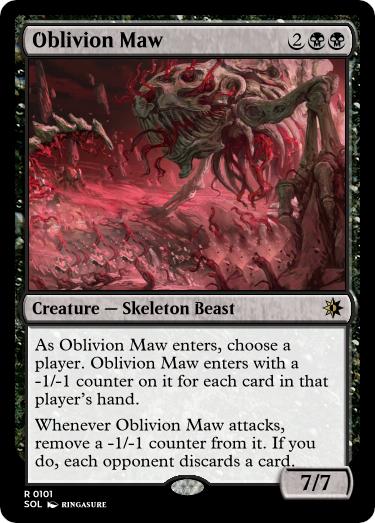 Oblivion Maw 2
Creature — Skeleton Beast
As Oblivion Maw enters, choose a
player. Oblivion Maw enters with a
-1/-1 counter on it for each card in that
player's hand.
Whenever Oblivion Maw attacks,
remove a -1/-1 counter from it. If you
do, each opponent discards a card.
7/7
R 0101
SOL RINGASURE